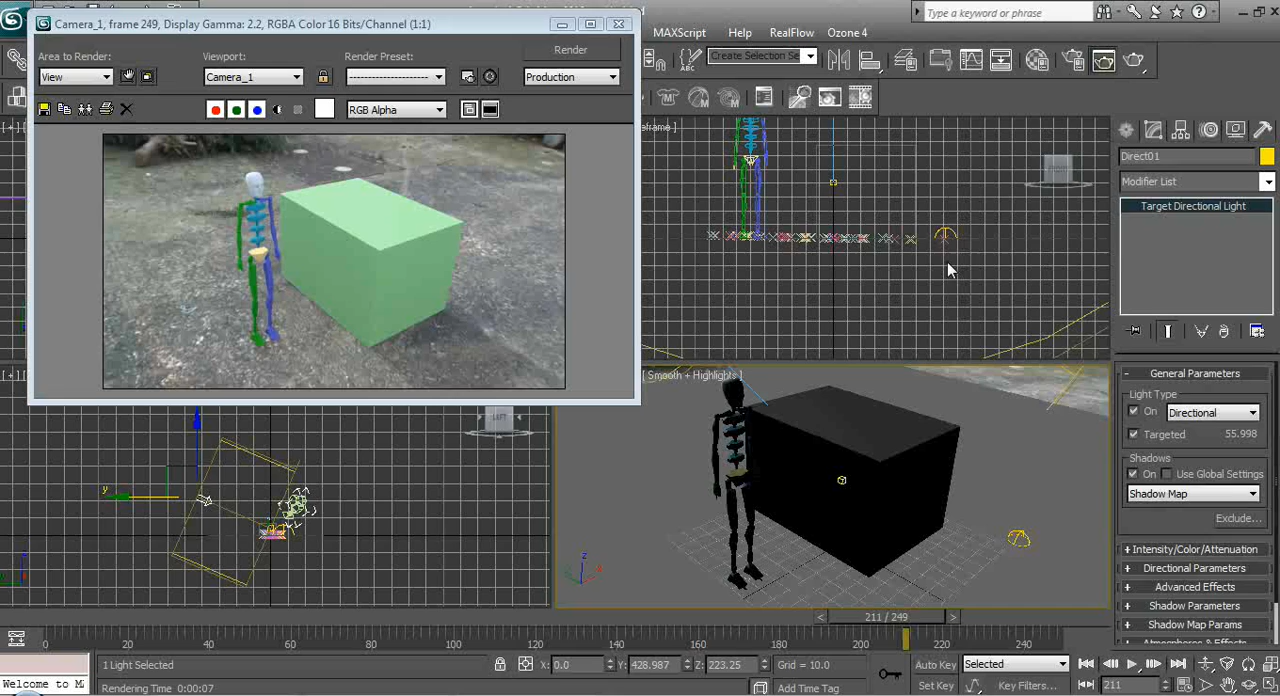 Camera_1, frame 249, Display Gamma: 2.2, RGBA Color 16 Bits/Channel (1:1)
Type a keyword or phrase
Area to Render:
Viewport:
Render Preset:
Render
View
Camera_1
Production
RGB Alpha
MAXScript
Help
RealFlow
Ozone 4
Create Selection Se
[+]
eframe ]
Direct01
Modifier List
Target Directional Light
[+]
Smooth + Highlights ]
LEFT
y
z
x
General Parameters
Light Type
On
Directional
Targeted
55.998
Shadows
On
Use Global Settings
Shadow Map
Exclude...
Intensity/Color/Attenuation
Directional Parameters
Advanced Effects
Shadow Parameters
Shadow Map Params
< 211 / 249 >
0 20 40 60 80 100 120 140 160 180 200 220 240
1 Light Selected
X: 0.0
Y: 428.987
Z: 223.25
Grid = 10.0
Auto Key
Selected
Welcome to M
Rendering Time 0:00:07
Add Time Tag
Set Key
Key Filters...
211